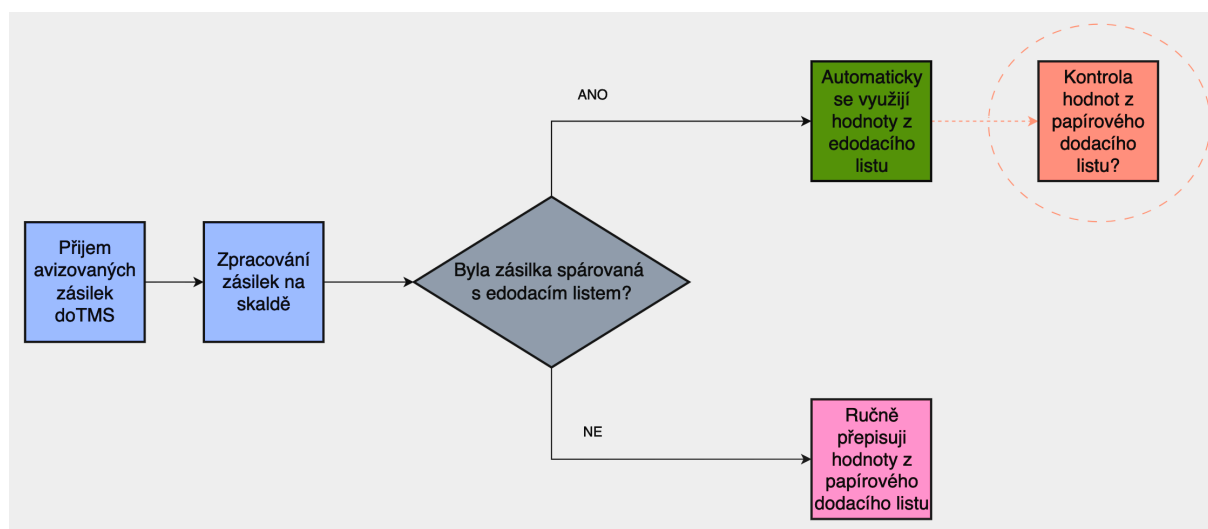 Přijem
avizovaných
zásilek
doTMS
Zpracování
zásilek na
skaldě
Byla zásilka spárovaná
s edodacím listem?
ANO
Automaticky
se využijí
hodnoty z
edodacího
listu
Kontrola
hodnot z
papírového
dodacího
listu?
NE
Ručně
přepisuji
hodnoty z
papírového
dodacího listu